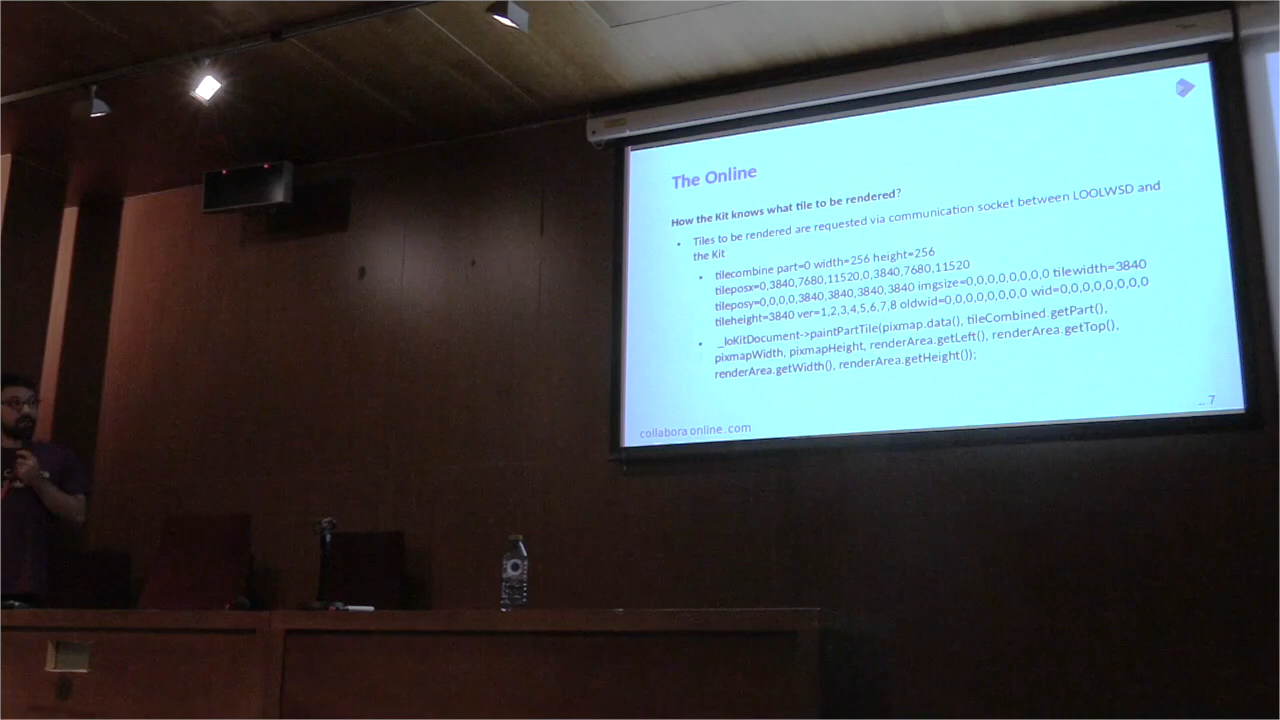 The Online
How the Kit knows what tile to be rendered?
• Tiles to be rendered are requested via communication socket between LOOLWSD and
the Kit
• tilecombine part=0 width=256 height=256
tileposx=0,3840,7680,11520,0,3840,7680,11520
tileposy=0,0,0,0,3840,3840,3840,3840 imgsize=0,0,0,0,0,0,0,0 tilewidth=3840
tileheight=3840 ver=1,2,3,4,5,6,7,8 oldwid=0,0,0,0,0,0,0,0 wid=0,0,0,0,0,0,0,0
• _loKitDocument->paintPartTile(pixmap.data(), tileCombined.getPart(),
pixmapWidth, pixmapHeight, renderArea.getLeft(), renderArea.getTop(),
renderArea.getWidth(), renderArea.getHeight());
_ 7
collaboraonline.com